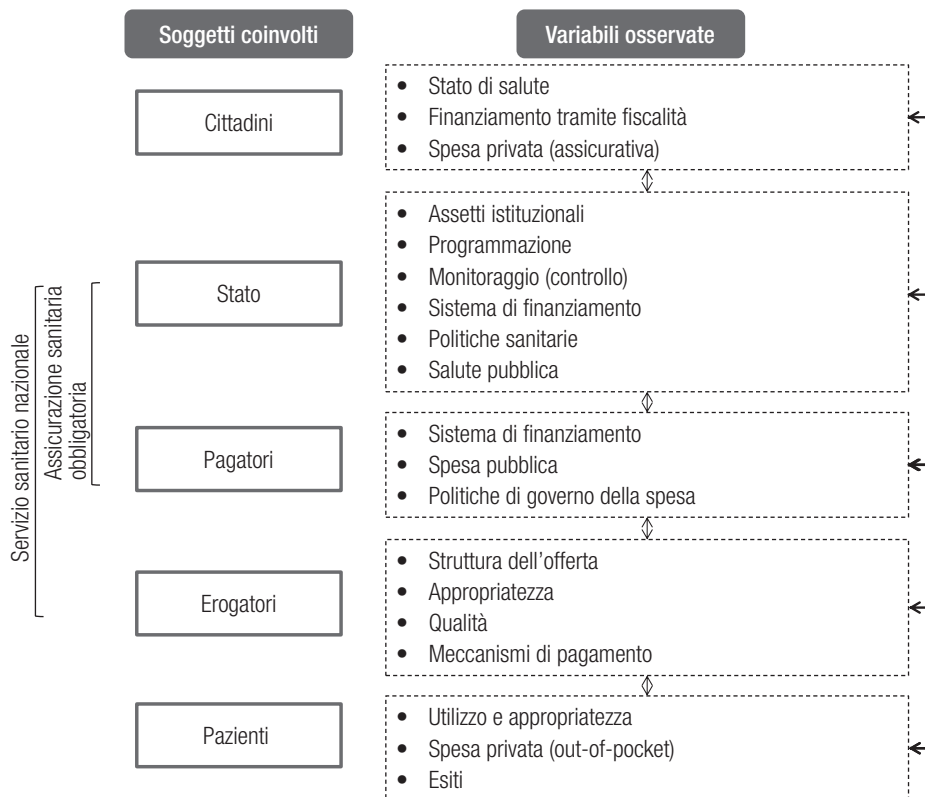 Soggetti coinvolti
Variabili osservate
Cittadini
• Stato di salute
• Finanziamento tramite fiscalità
• Spesa privata (assicurativa)
Servizio sanitario nazionale
Assicurazione sanitaria
obbligatoria
Stato
• Assetti istituzionali
• Programmazione
• Monitoraggio (controllo)
• Sistema di finanziamento
• Politiche sanitarie
• Salute pubblica
Pagatori
• Sistema di finanziamento
• Spesa pubblica
• Politiche di governo della spesa
Erogatori
• Struttura dell’offerta
• Appropriatezza
• Qualità
• Meccanismi di pagamento
Pazienti
• Utilizzo e appropriatezza
• Spesa privata (out-of-pocket)
• Esiti